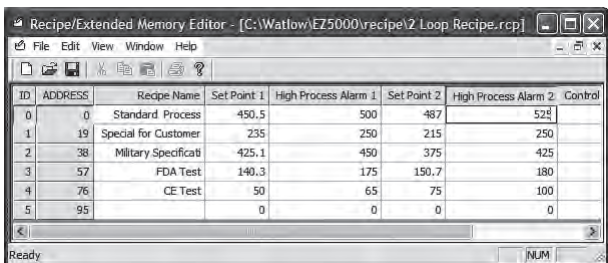 Recipe/Extended Memory Editor - [C:\Watlow\EZ5000\recipe\2 Loop Recipe.rcp]
File Edit View Window Help
ID ADDRESS Recipe Name Set Point 1 High Process Alarm 1 Set Point 2 High Process Alarm 2 Control
0 0 Standard Process 450.5 500 487 525
1 19 Special for Customer 235 250 215 250
2 38 Military Specificati 425.1 450 375 425
3 57 FDA Test 140.3 175 150.7 180
4 76 CE Test 50 65 75 100
5 95 0 0 0 0
Ready NUM